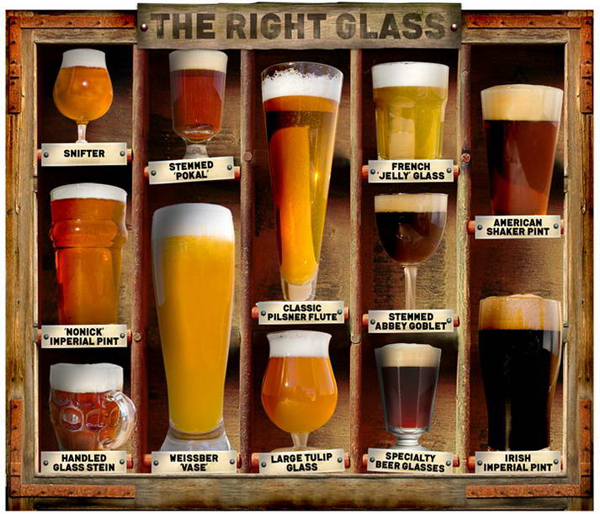 THE RIGHT GLASS
SNIFTER
STEMMED
'POKAL'
CLASSIC
PILSNER FLUTE
FRENCH
'JELLY' GLASS
AMERICAN
SHAKER PINT
'NONICK'
IMPERIAL PINT
STEMMED
ABBEY GOBLET
HANDLED
GLASS STEIN
WEISSBER
'VASE'
LARGE TULIP
GLASS
SPECIALTY
BEER GLASSES
IRISH
IMPERIAL PINT